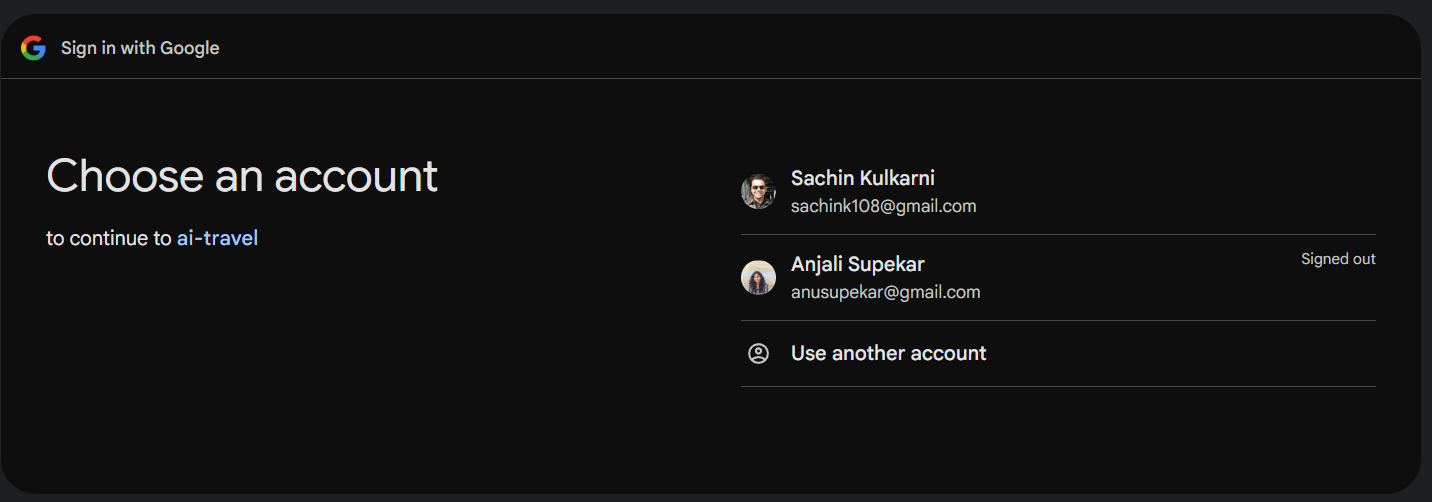 Sign in with Google
Choose an account
to continue to ai-travel
Sachin Kulkarni
sachink108@gmail.com
Anjali Supekar
Signed out
anusupekar@gmail.com
Use another account